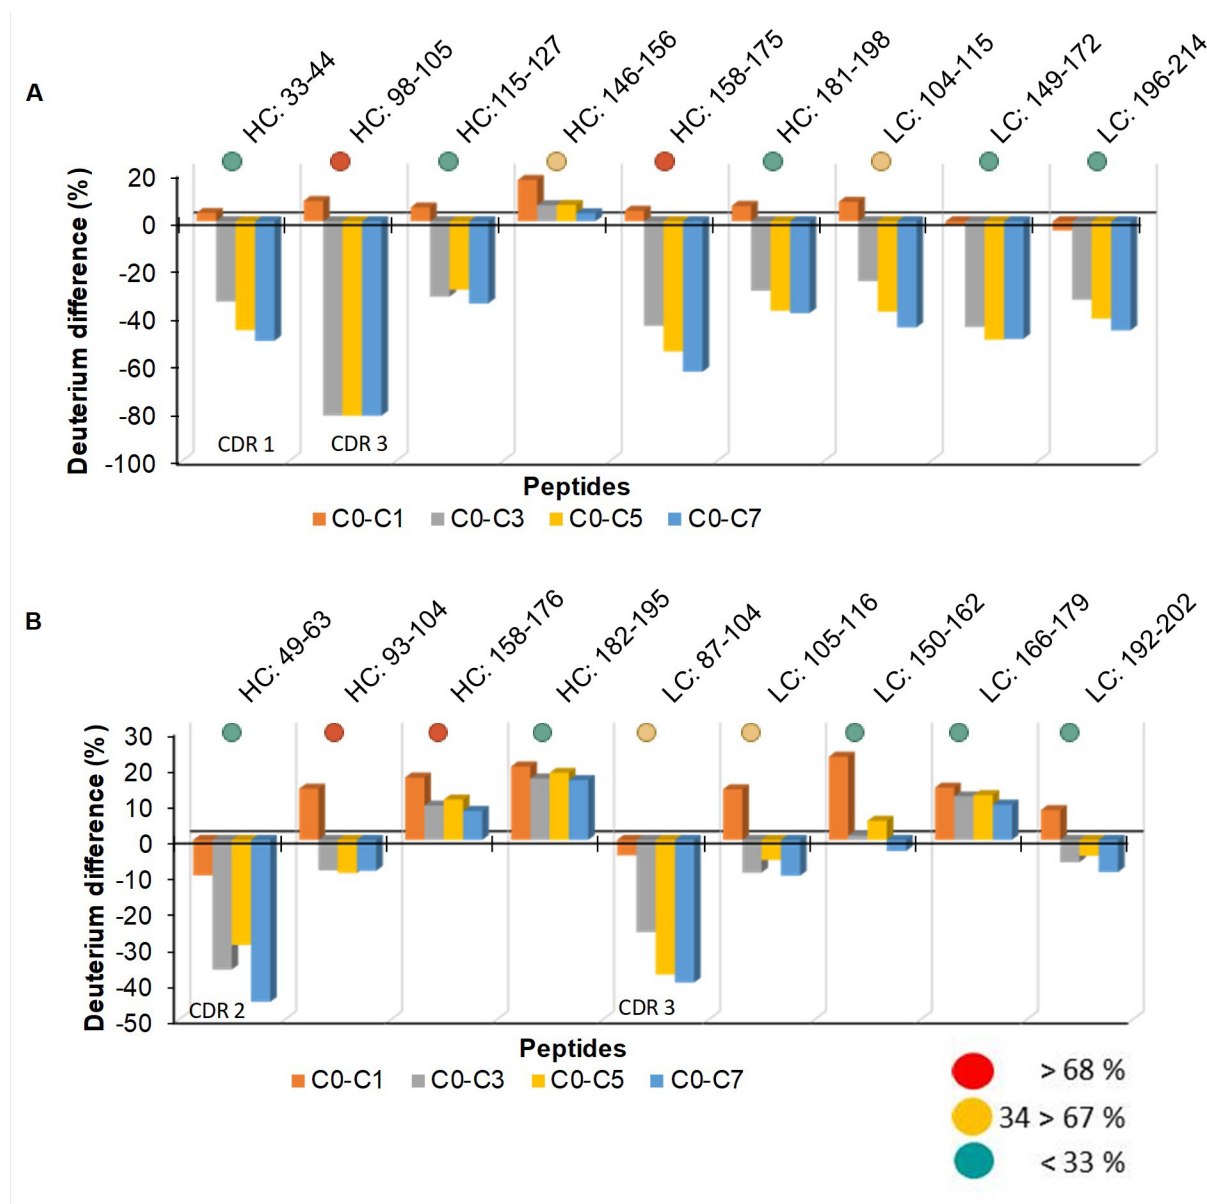 A
HC: 33-44
HC: 98-105
HC:115-127
HC: 146-156
HC: 158-175
HC: 181-198
LC: 104-115
LC: 149-172
LC: 196-214
Deuterium difference (%)
20
0
-20
-40
-60
-80
-100
CDR 1
CDR 3
Peptides
C0-C1 C0-C3 C0-C5 C0-C7
B
HC: 49-63
HC: 93-104
HC: 158-176
HC: 182-195
LC: 87-104
LC: 105-116
LC: 150-162
LC: 166-179
LC: 192-202
Deuterium difference (%)
30
20
10
0
-10
-20
-30
-40
-50
CDR 2
CDR 3
Peptides
C0-C1 C0-C3 C0-C5 C0-C7
> 68 %
34 > 67 %
< 33 %